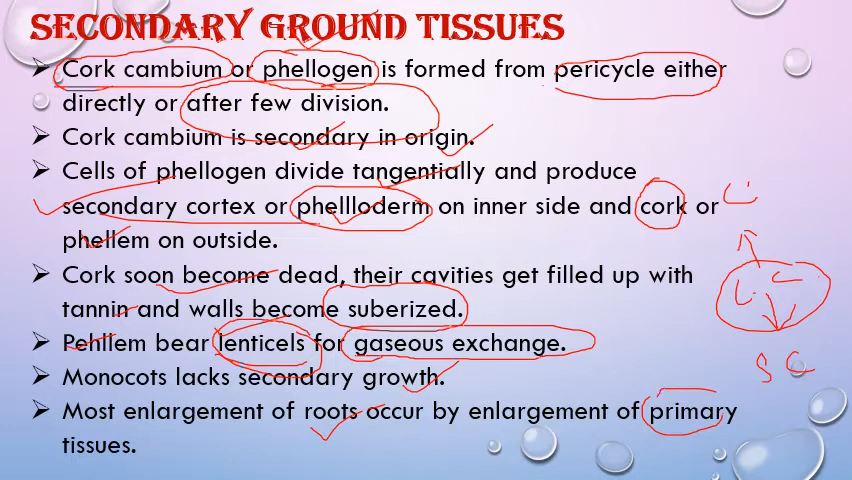 SECONDARY GROUND TISSUES
➢ Cork cambium or phellogen is formed from pericycle either
directly or after few division.
➢ Cork cambium is secondary in origin.
➢ Cells of phellogen divide tangentially and produce
secondary cortex or phellloderm on inner side and cork or
phellem on outside.
➢ Cork soon become dead, their cavities get filled up with
tannin and walls become suberized.
➢ Pehllem bear lenticels for gaseous exchange.
➢ Monocots lacks secondary growth.
➢ Most enlargement of roots occur by enlargement of primary
tissues.
S C